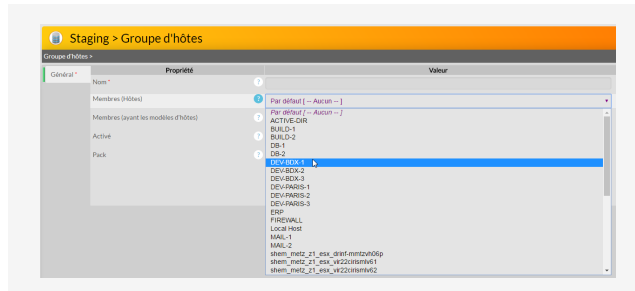 Staging > Groupe d'hôtes
Groupe d'hôtes >
Général *
Propriété
Valeur
Nom *
?
Membres (Hôtes)
?
Par défaut [ -- Aucun -- ]
Membres (ayant les modèles d'hôtes)
?
Activé
?
Pack
?
Par défaut [ -- Aucun -- ]
ACTIVE-DIR
BUILD-1
BUILD-2
DB-1
DB-2
DEV-BDX-1
DEV-BDX-2
DEV-BDX-3
DEV-PARIS-1
DEV-PARIS-2
DEV-PARIS-3
ERP
FIREWALL
Local Host
MAIL-1
MAIL-2
shem_metz_z1_esx_drinf-mmtzvh06p
shem_metz_z1_esx_vir22cirismlv61
shem_metz_z1_esx_vir22cirismlv62